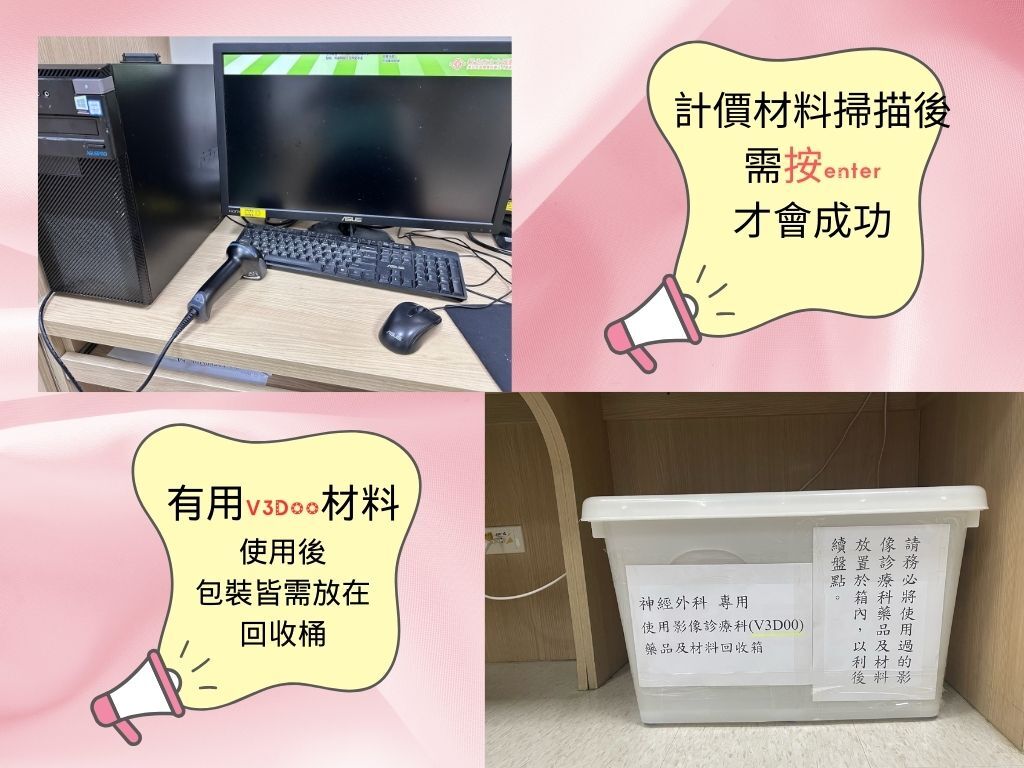 計價材料掃描後
需按enter
才會成功
ASUS
ASUS
有用V3D00材料
使用後
包裝皆需放在
回收桶
神經外科 專用
使用影像診療科(V3D00)
藥品及材料回收箱
請務必將使用過的影
像診療科藥品及材料
放置於箱內，以利後
續盤點。